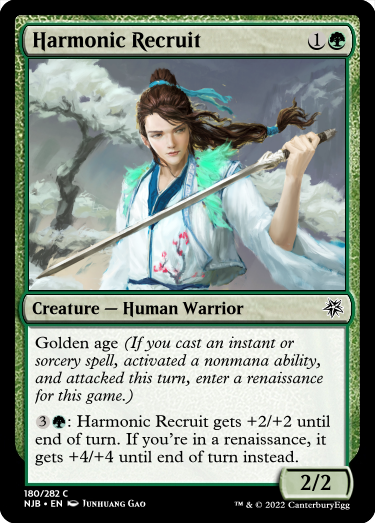 Harmonic Recruit 1
Creature — Human Warrior
Golden age (If you cast an instant or
sorcery spell, activated a nonmana ability,
and attacked this turn, enter a renaissance
for this game.)
3 : Harmonic Recruit gets +2/+2 until
end of turn. If you're in a renaissance, it
gets +4/+4 until end of turn instead.
2/2
180/282 C
NJB • EN Junhuang Gao ™ & © 2022 CanterburyEgg